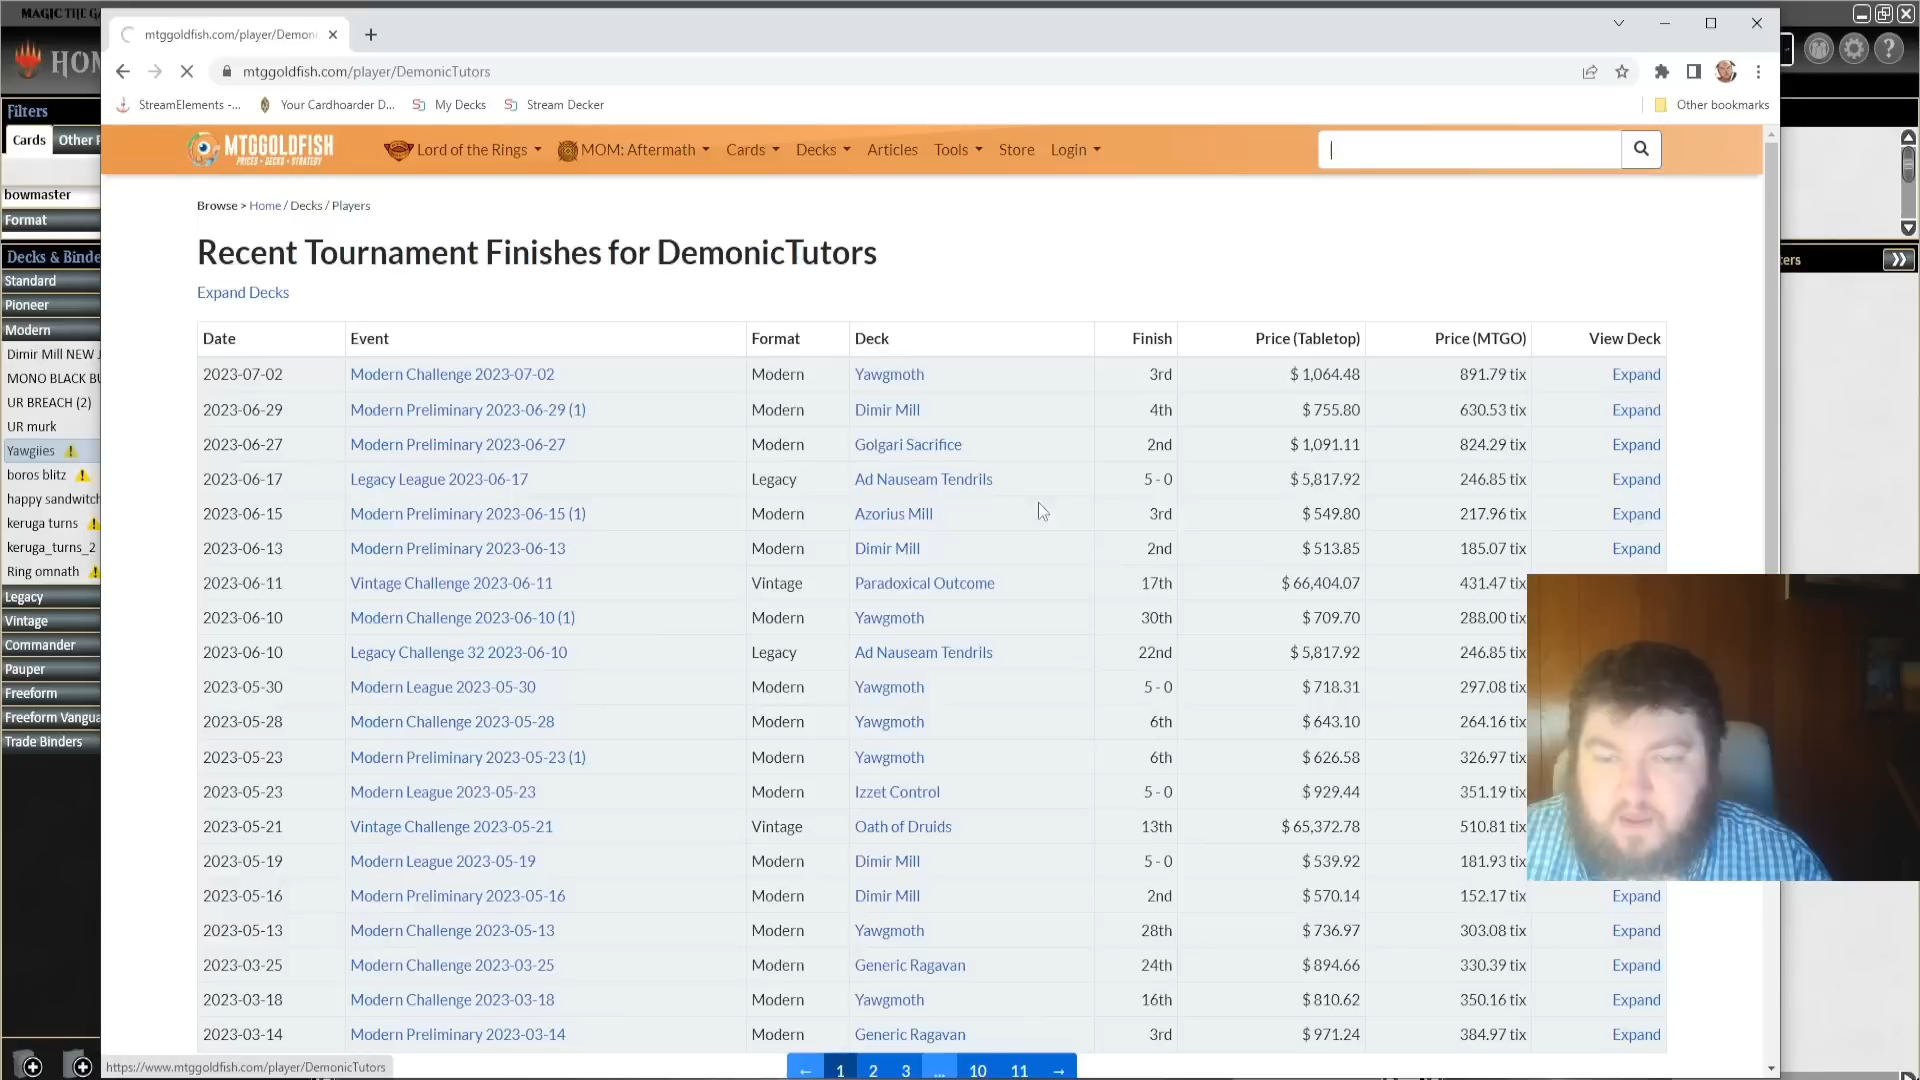 MAGIC THE GA
mtggoldfish.com/player/Demoni
mtggoldfish.com/player/DemonicTutors
StreamElements -...
Your Cardhoarder D...
My Decks
Stream Decker
Other bookmarks
HOM
MTGGOLDFISH
PRICES • DECKS • STRATEGY
Lord of the Rings
MOM: Aftermath
Cards
Decks
Articles
Tools
Store
Login
Filters
Cards
Other P
bowmaster
Format
Decks & Binde
Standard
Pioneer
Modern
Dimir Mill NEW J
MONO BLACK BU
UR BREACH (2)
UR murk
Yawgiies
boros blitz
happy sandwitch
keruga turns
keruga_turns_2
Ring omnath
Legacy
Vintage
Commander
Pauper
Freeform
Freeform Vangua
Trade Binders
ters
Browse > Home / Decks / Players
Recent Tournament Finishes for DemonicTutors
Expand Decks
Date Event Format Deck Finish Price (Tabletop) Price (MTGO) View Deck
2023-07-02 Modern Challenge 2023-07-02 Modern Yawgmoth 3rd $ 1,064.48 891.79 tix Expand
2023-06-29 Modern Preliminary 2023-06-29 (1) Modern Dimir Mill 4th $ 755.80 630.53 tix Expand
2023-06-27 Modern Preliminary 2023-06-27 Modern Golgari Sacrifice 2nd $ 1,091.11 824.29 tix Expand
2023-06-17 Legacy League 2023-06-17 Legacy Ad Nauseam Tendrils 5 - 0 $ 5,817.92 246.85 tix Expand
2023-06-15 Modern Preliminary 2023-06-15 (1) Modern Azorius Mill 3rd $ 549.80 217.96 tix Expand
2023-06-13 Modern Preliminary 2023-06-13 Modern Dimir Mill 2nd $ 513.85 185.07 tix Expand
2023-06-11 Vintage Challenge 2023-06-11 Vintage Paradoxical Outcome 17th $ 66,404.07 431.47 tix
2023-06-10 Modern Challenge 2023-06-10 (1) Modern Yawgmoth 30th $ 709.70 288.00 tix
2023-06-10 Legacy Challenge 32 2023-06-10 Legacy Ad Nauseam Tendrils 22nd $ 5,817.92 246.85 tix
2023-05-30 Modern League 2023-05-30 Modern Yawgmoth 5 - 0 $ 718.31 297.08 tix
2023-05-28 Modern Challenge 2023-05-28 Modern Yawgmoth 6th $ 643.10 264.16 tix
2023-05-23 Modern Preliminary 2023-05-23 (1) Modern Yawgmoth 6th $ 626.58 326.97 tix
2023-05-23 Modern League 2023-05-23 Modern Izzet Control 5 - 0 $ 929.44 351.19 tix
2023-05-21 Vintage Challenge 2023-05-21 Vintage Oath of Druids 13th $ 65,372.78 510.81 tix
2023-05-19 Modern League 2023-05-19 Modern Dimir Mill 5 - 0 $ 539.92 181.93 tix
2023-05-16 Modern Preliminary 2023-05-16 Modern Dimir Mill 2nd $ 570.14 152.17 tix Expand
2023-05-13 Modern Challenge 2023-05-13 Modern Yawgmoth 28th $ 736.97 303.08 tix Expand
2023-03-25 Modern Challenge 2023-03-25 Modern Generic Ragavan 24th $ 894.66 330.39 tix Expand
2023-03-18 Modern Challenge 2023-03-18 Modern Yawgmoth 16th $ 810.62 350.16 tix Expand
2023-03-14 Modern Preliminary 2023-03-14 Modern Generic Ragavan 3rd $ 971.24 384.97 tix Expand
← 1 2 3 ... 10 11 →
https://www.mtggoldfish.com/player/DemonicTutors